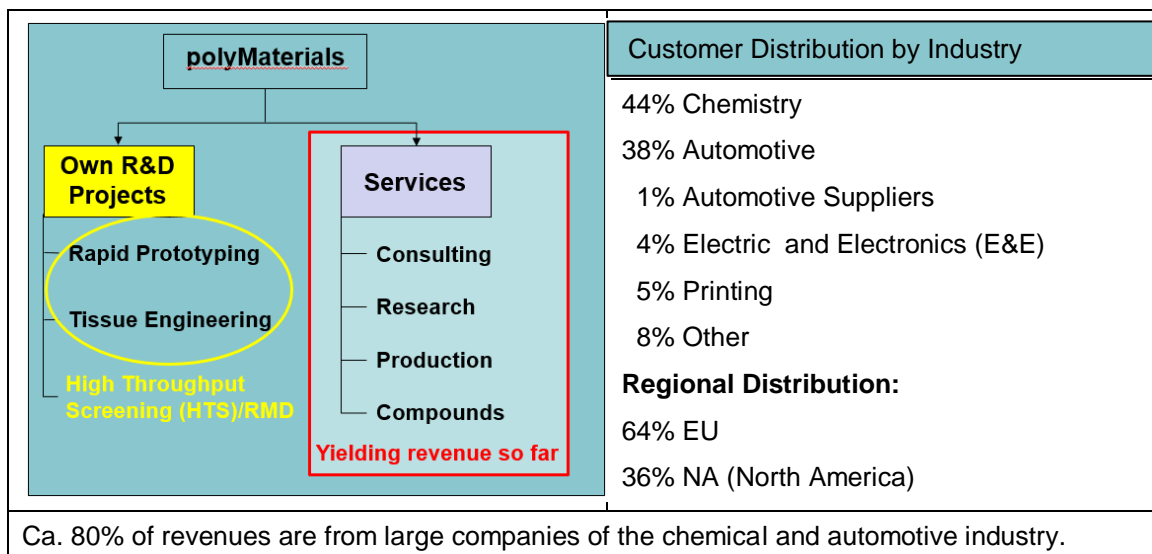 polyMaterials
Own R&D
Projects
Rapid Prototyping
Tissue Engineering
High Throughput
Screening (HTS)/RMD
Services
Consulting
Research
Production
Compounds
Yielding revenue so far
Customer Distribution by Industry
44% Chemistry
38% Automotive
1% Automotive Suppliers
4% Electric and Electronics (E&E)
5% Printing
8% Other
Regional Distribution:
64% EU
36% NA (North America)
Ca. 80% of revenues are from large companies of the chemical and automotive industry.